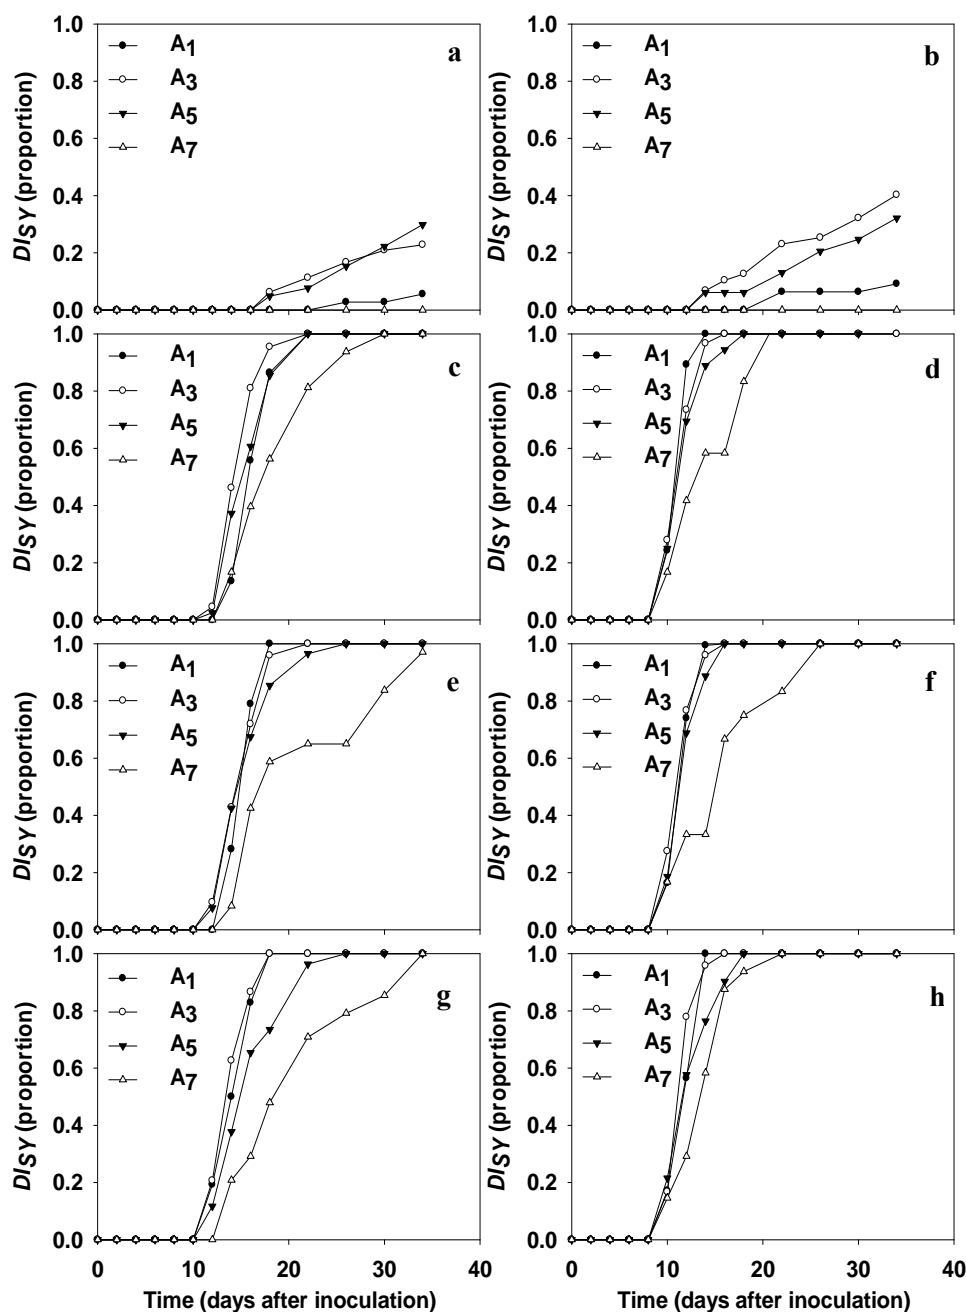 1.0
0.8
0.6
0.4
0.2
0.0
DI_SY (proportion)
A1
A3
A5
A7
a
DI_SY (proportion)
1.0
0.8
0.6
0.4
0.2
0.0
A1
A3
A5
A7
b
DI_SY (proportion)
1.0
0.8
0.6
0.4
0.2
0.0
A1
A3
A5
A7
c
DI_SY (proportion)
1.0
0.8
0.6
0.4
0.2
0.0
A1
A3
A5
A7
d
DI_SY (proportion)
1.0
0.8
0.6
0.4
0.2
0.0
A1
A3
A5
A7
e
DI_SY (proportion)
1.0
0.8
0.6
0.4
0.2
0.0
A1
A3
A5
A7
f
DI_SY (proportion)
1.0
0.8
0.6
0.4
0.2
0.0
A1
A3
A5
A7
g
0 10 20 30 40
Time (days after inoculation)
DI_SY (proportion)
1.0
0.8
0.6
0.4
0.2
0.0
A1
A3
A5
A7
h
0 10 20 30 40
Time (days after inoculation)